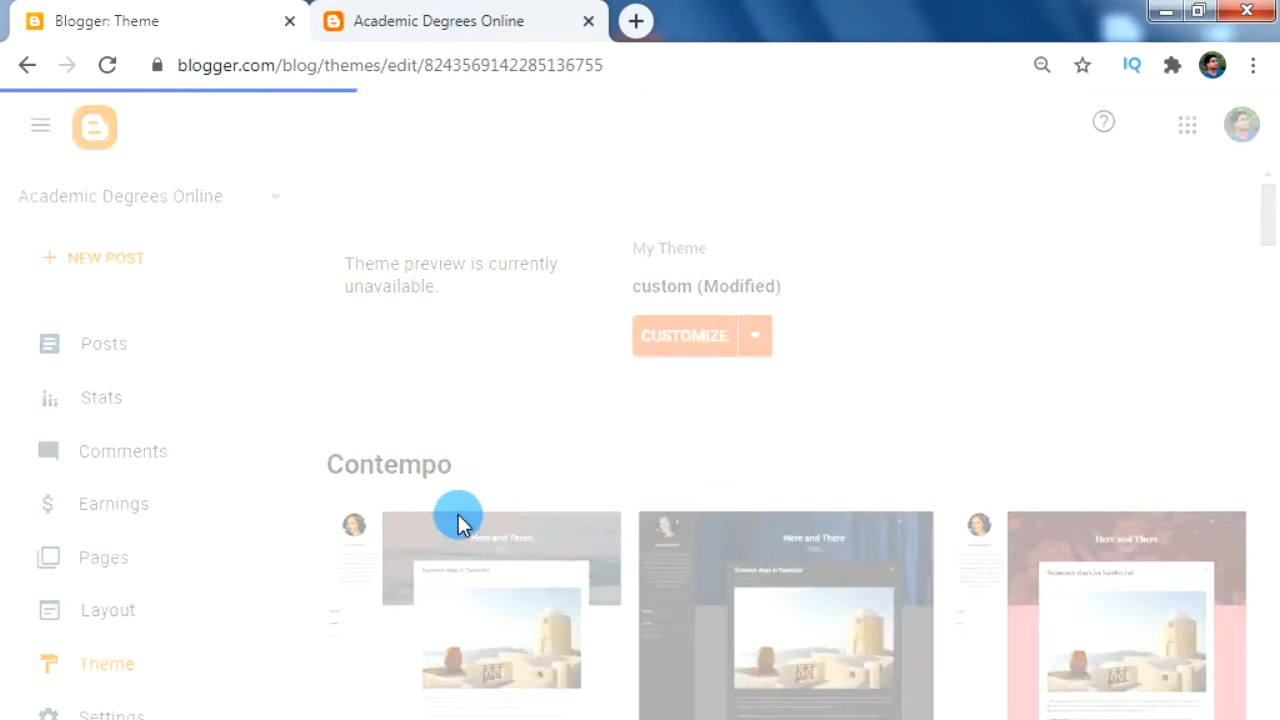 Blogger: Theme
Academic Degrees Online
blogger.com/blog/themes/edit/8243569142285136755
IQ
Academic Degrees Online
NEW POST
Posts
Stats
Comments
Earnings
Pages
Layout
Theme
Settings
Theme preview is currently
unavailable.
My Theme
custom (Modified)
CUSTOMIZE
Contempo
Here and There
Here and There
Here and There